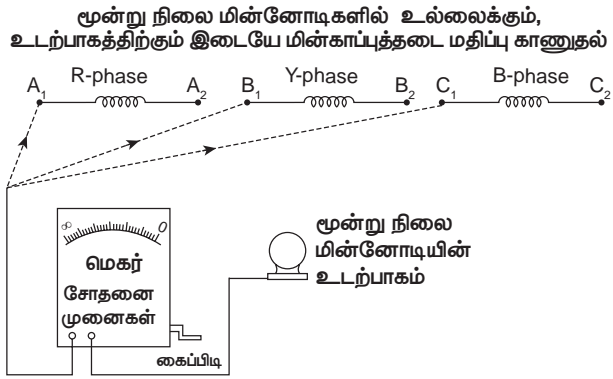 மூன்று நிலை மின்னோடிகளில் உல்லைக்கும்,
உடற்பாகத்திற்கும் இடையே மின்காப்புத்தடை மதிப்பு காணுதல்
R-phase Y-phase B-phase
A1 A2 B1 B2 C1 C2
∞ 0
மெகர்
சோதனை
முனைகள்
கைப்பிடி
மூன்று நிலை
மின்னோடியின்
உடற்பாகம்